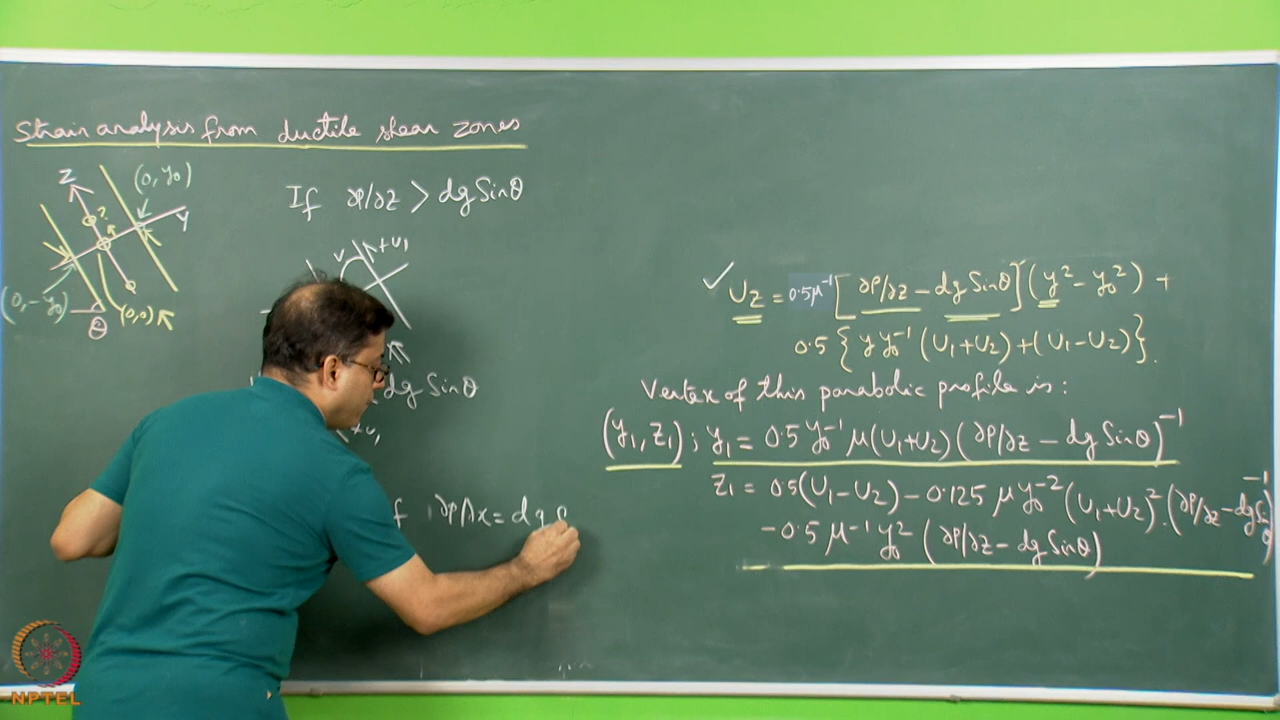 Strain analysis from ductile shear zones
Z
(0, y₀)
Y
?
(0, -y₀)
θ
(0,0)
If ∂P/∂z > dg Sinθ
+U₁
dg Sinθ
+U₁
f ∂P/∂x = dg S
✓ U_Z = 0.5μ⁻¹ [∂P/∂z - dg Sinθ] (y² - y₀²) +
0.5 {y y₀⁻¹ (U₁+U₂) + (U₁-U₂)}.
Vertex of this parabolic profile is:
(y₁, z₁) ; y₁ = 0.5 y₀⁻¹ μ(U₁+U₂) (∂P/∂z - dg Sinθ)⁻¹
z₁ = 0.5(U₁-U₂) - 0.125 μ y₀⁻² (U₁+U₂)². (∂P/∂z - dg Sinθ)⁻¹
-0.5 μ⁻¹ y₀² (∂P/∂z - dg Sinθ)
NPTEL